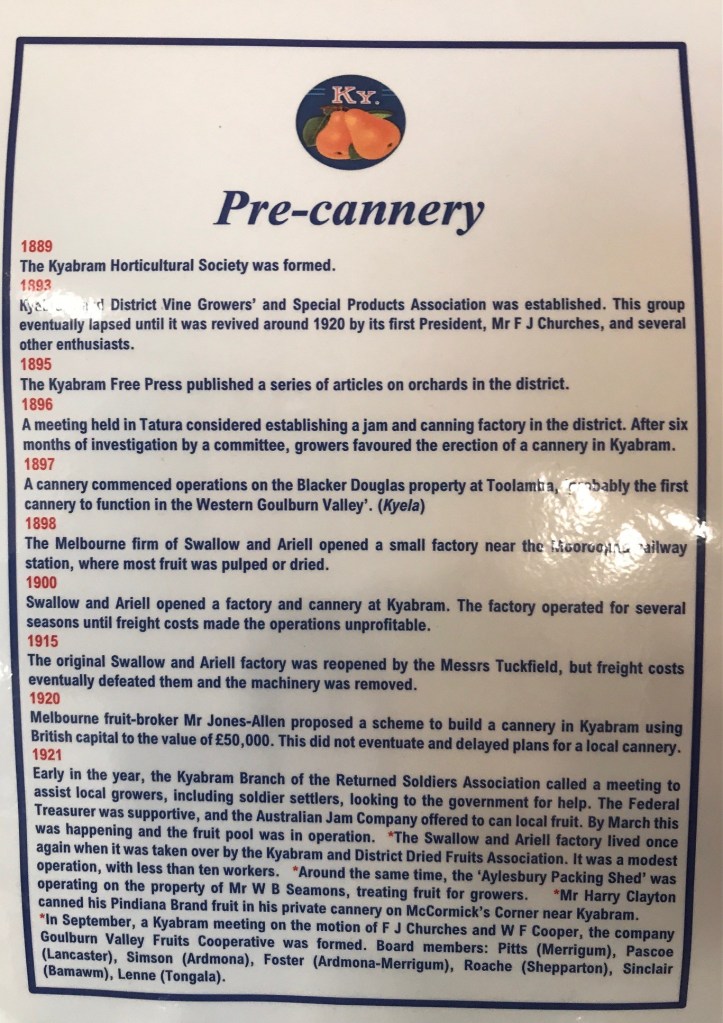 KY.
Pre-cannery
1889
The Kyabram Horticultural Society was formed.
1893
District Vine Growers' and Special Products Association was established. This group
eventually lapsed until it was revived around 1920 by its first President, Mr F J Churches, and several
other enthusiasts.
1895
The Kyabram Free Press published a series of articles on orchards in the district.
1896
A meeting held in Tatura considered establishing a jam and canning factory in the district. After six
months of investigation by a committee, growers favoured the erection of a cannery in Kyabram.
1897
A cannery commenced operations on the Blacker Douglas property at Toolamba, the first
cannery to function in the Western Goulburn Valley'. (Kyela)
1898
The Melbourne firm of Swallow and Ariell opened a small factory near the
station, where most fruit was pulped or dried.
1900
Swallow and Ariell opened a factory and cannery at Kyabram. The factory operated for several
seasons until freight costs made the operations unprofitable.
1915
The original Swallow and Ariell factory was reopened by the Messrs Tuckfield, but freight costs
eventually defeated them and the machinery was removed.
1920
Melbourne fruit-broker Mr Jones-Allen proposed a scheme to build a cannery in Kyabram using
British capital to the value of £50,000. This did not eventuate and delayed plans for a local cannery.
1921
Early in the year, the Kyabram Branch of the Returned Soldiers Association called a meeting to
assist local growers, including soldier settlers, looking to the government for help. The Federal
Treasurer was supportive, and the Australian Jam Company offered to can local fruit. By March this
was happening and the fruit pool was in operation. *The Swallow and Ariell factory lived once
again when it was taken over by the Kyabram and District Dried Fruits Association. It was a modest
operation, with less than ten workers. *Around the same time, the 'Aylesbury Packing Shed' was
operating on the property of Mr W B Seamons, treating fruit for growers. *Mr Harry Clayton
canned his Pindiana Brand fruit in his private cannery on McCormick's Corner near Kyabram.
*In September, a Kyabram meeting on the motion of F J Churches and W F Cooper, the company
Goulburn Valley Fruits Cooperative was formed. Board members: Pitts (Merrigum), Pascoe
(Lancaster), Simson (Ardmona), Foster (Ardmona-Merrigum), Roache (Shepparton), Sinclair
(Bamawm), Lenne (Tongala).